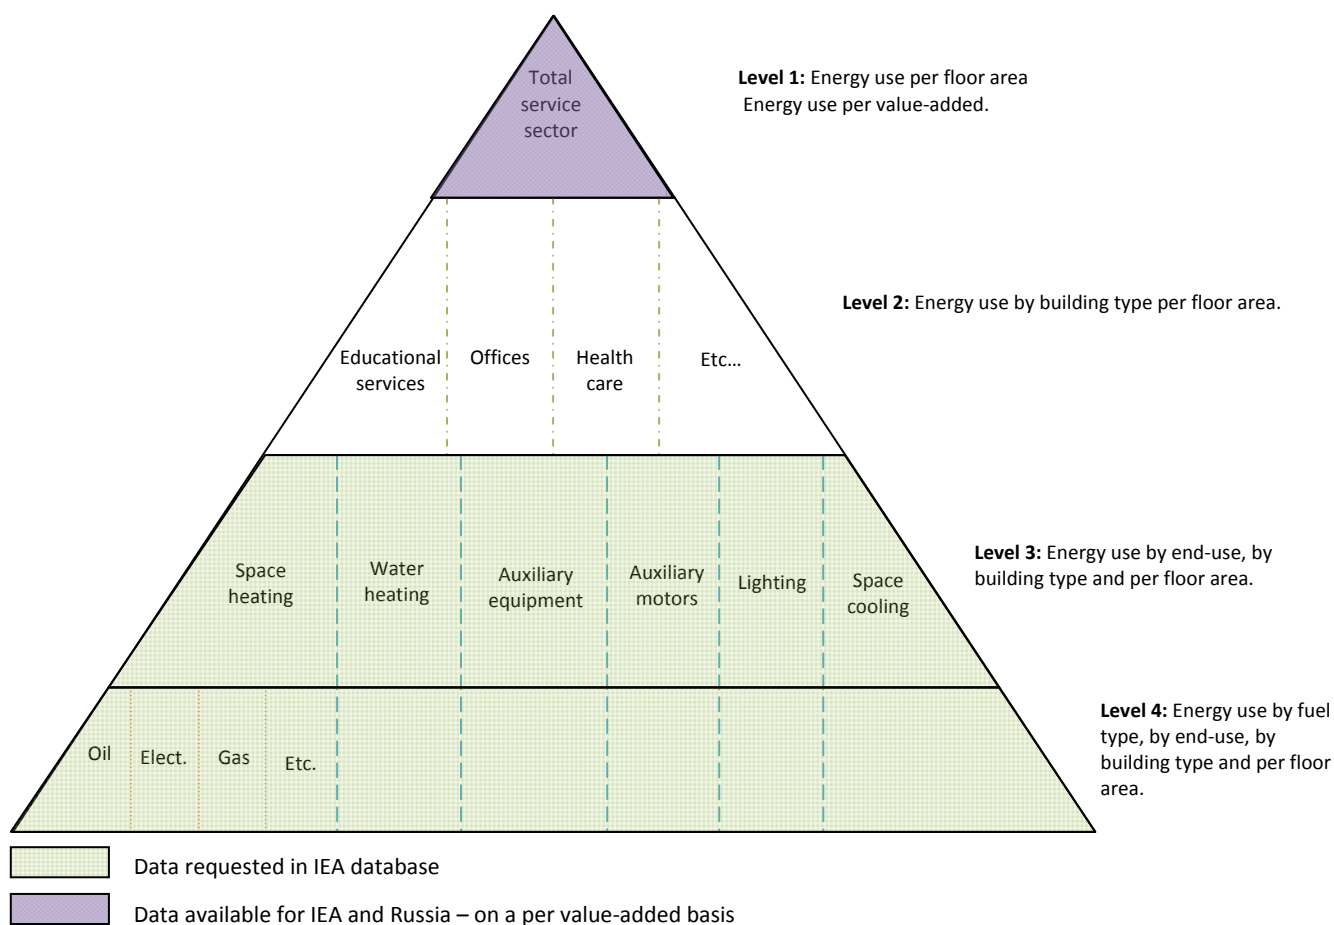 Total
service
sector
Level 1: Energy use per floor area
Energy use per value-added.
Level 2: Energy use by building type per floor area.
Educational
services
Offices
Health
care
Etc…
Level 3: Energy use by end-use, by
building type and per floor area.
Space
heating
Water
heating
Auxiliary
equipment
Auxiliary
motors
Lighting
Space
cooling
Level 4: Energy use by fuel
type, by end-use, by
building type and per floor
area.
Oil
Elect.
Gas
Etc.
Data requested in IEA database
Data available for IEA and Russia – on a per value-added basis